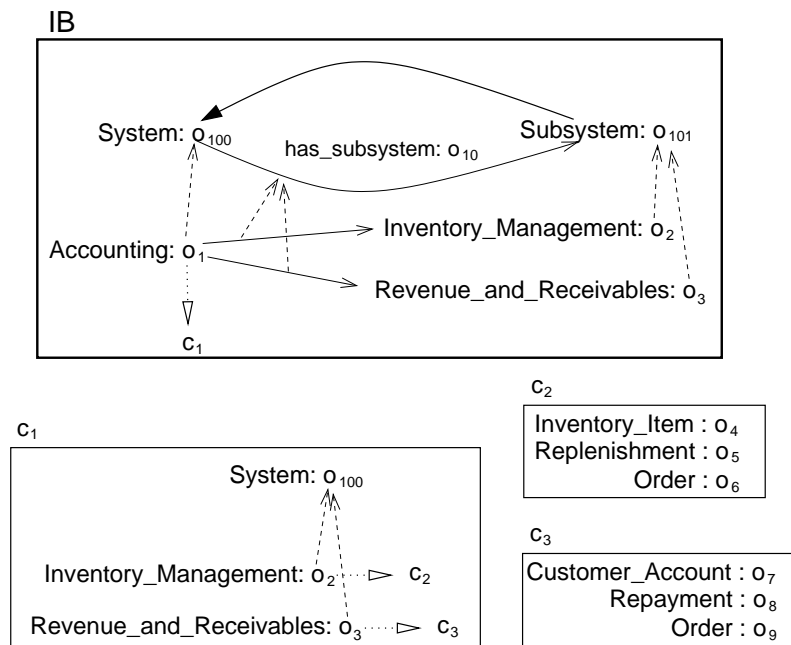 IB
System: o100
Subsystem: o101
has_subsystem: o10
Inventory_Management: o2
Accounting: o1
Revenue_and_Receivables: o3
c1
c1
System: o100
Inventory_Management: o2
c2
Revenue_and_Receivables: o3
c3
c2
Inventory_Item : o4
Replenishment : o5
Order : o6
c3
Customer_Account : o7
Repayment : o8
Order : o9